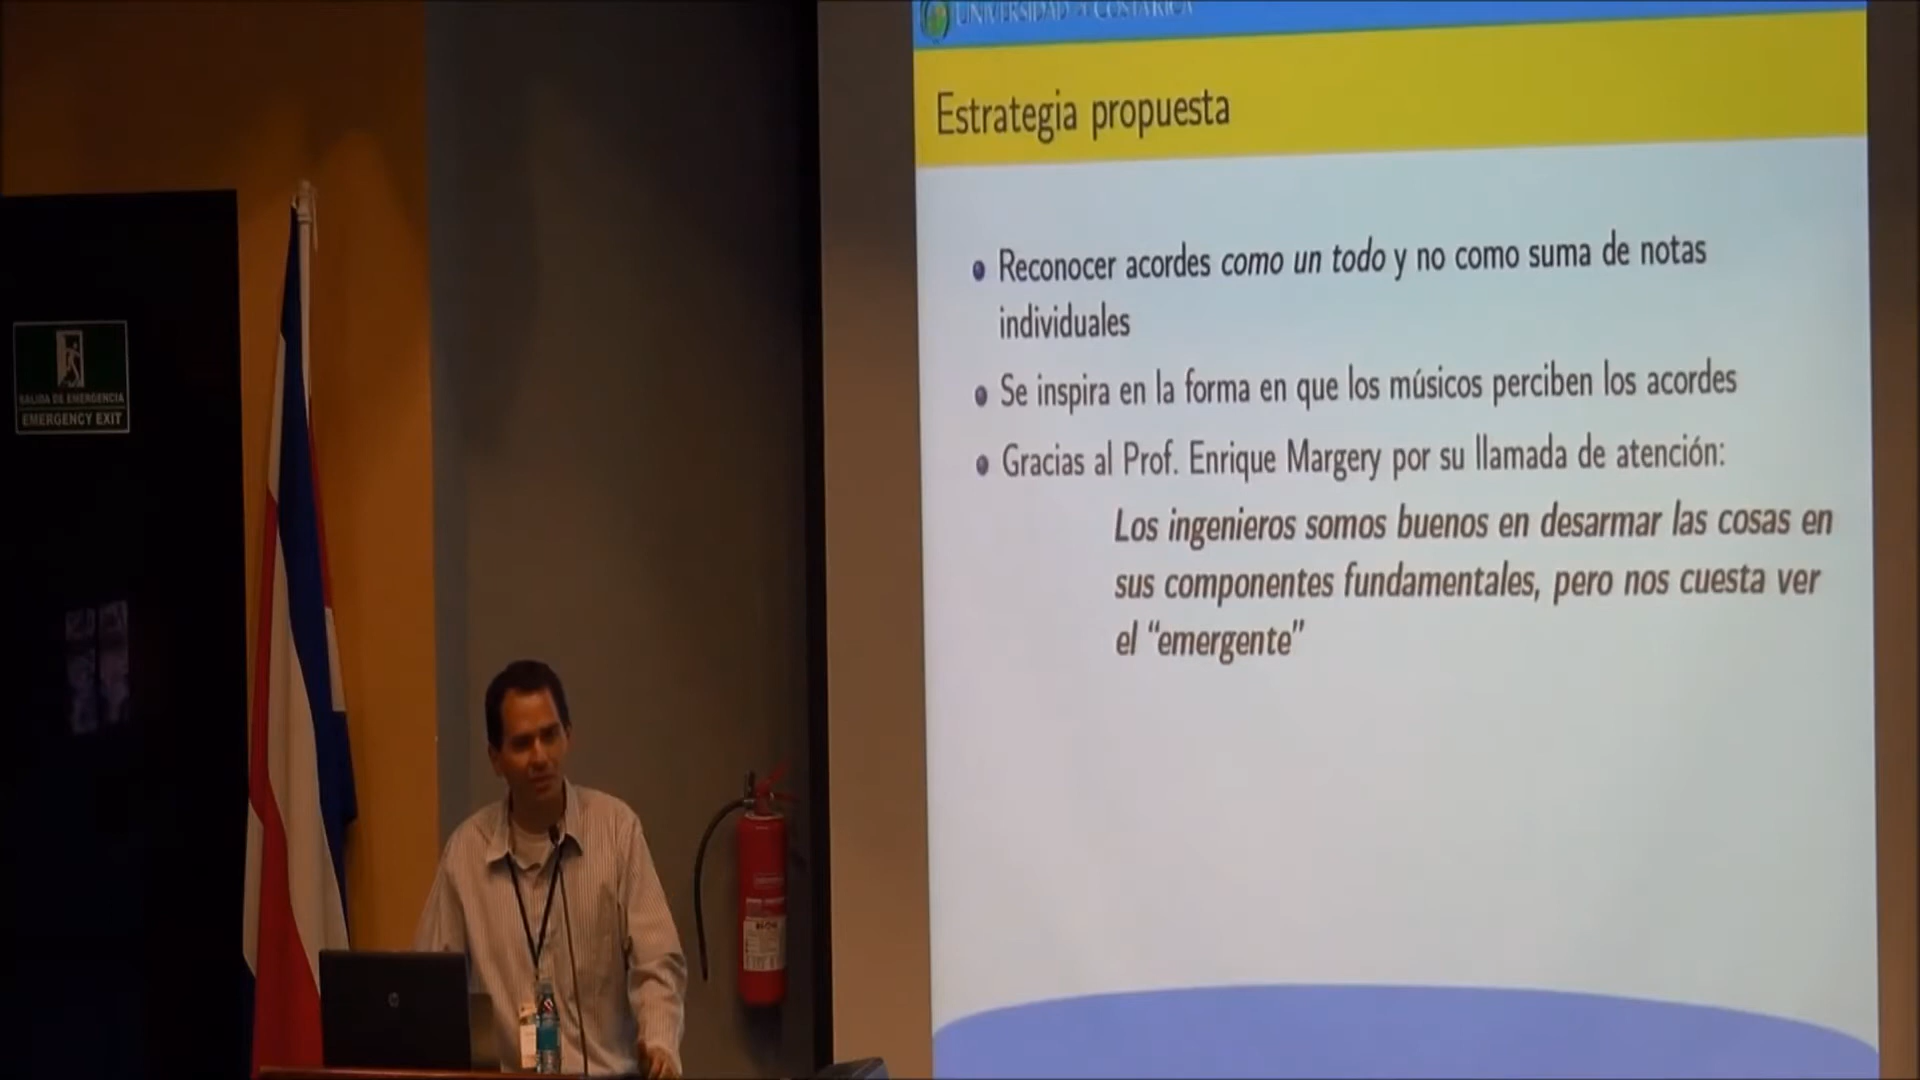 UNIVERSIDAD DE COSTA RICA
Estrategia propuesta
Reconocer acordes como un todo y no como suma de notas
individuales
Se inspira en la forma en que los músicos perciben los acordes
Gracias al Prof. Enrique Margery por su llamada de atención:
Los ingenieros somos buenos en desarmar las cosas en
sus componentes fundamentales, pero nos cuesta ver
el “emergente”
SALIDA DE EMERGENCIA
EMERGENCY EXIT
hp